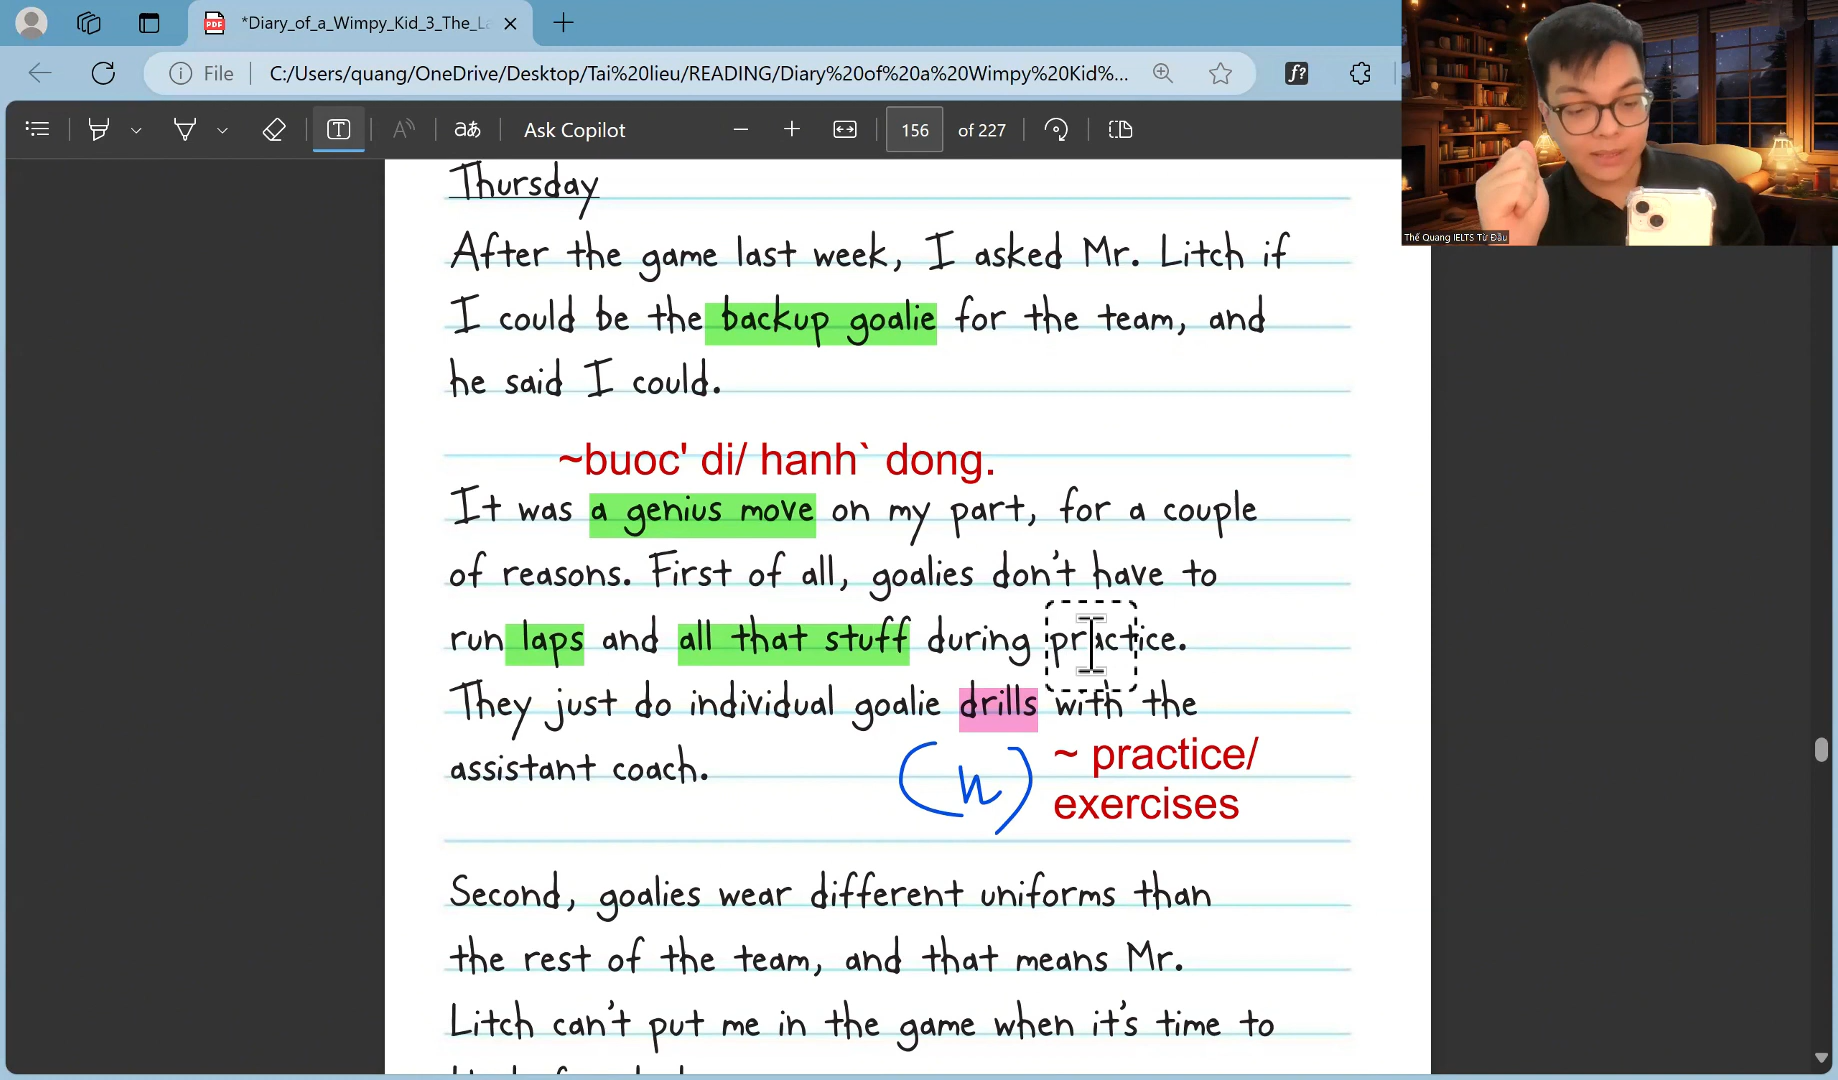 *Diary_of_a_Wimpy_Kid_3_The_La
File
C:/Users/quang/OneDrive/Desktop/Tai%20lieu/READING/Diary%20of%20a%20Wimpy%20Kid%...
f?
T
aあ
Ask Copilot
156
of 227
Thế Quang IELTS Từ Đầu
Thursday
After the game last week, I asked Mr. Litch if
I could be the backup goalie for the team, and
he said I could.
~buoc' di/ hanh` dong.
It was a genius move on my part, for a couple
of reasons. First of all, goalies don't have to
run laps and all that stuff during practice.
They just do individual goalie drills with the
assistant coach.
(n)
~ practice/
exercises
Second, goalies wear different uniforms than
the rest of the team, and that means Mr.
Litch can't put me in the game when it's time to